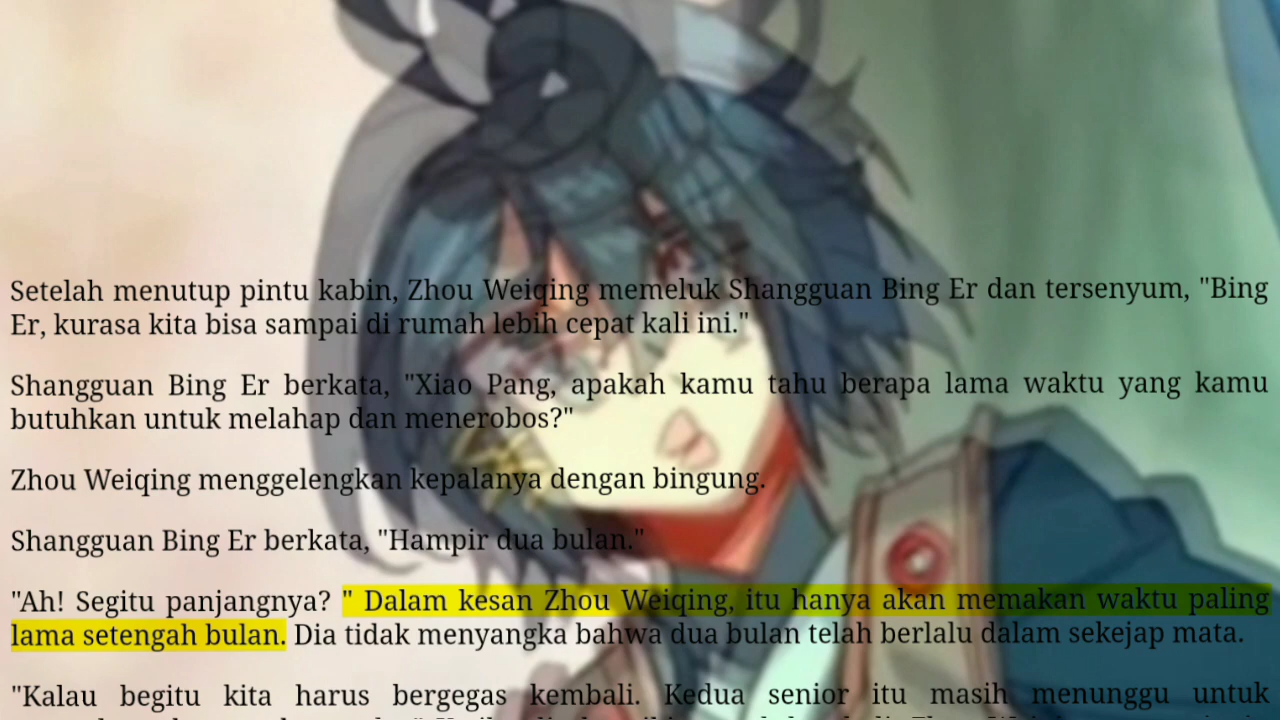 Setelah menutup pintu kabin, Zhou Weiqing memeluk Shangguan Bing Er dan tersenyum, "Bing
Er, kurasa kita bisa sampai di rumah lebih cepat kali ini."
Shangguan Bing Er berkata, "Xiao Pang, apakah kamu tahu berapa lama waktu yang kamu
butuhkan untuk melahap dan menerobos?"
Zhou Weiqing menggelengkan kepalanya dengan bingung.
Shangguan Bing Er berkata, "Hampir dua bulan."
"Ah! Segitu panjangnya? " Dalam kesan Zhou Weiqing, itu hanya akan memakan waktu paling
lama setengah bulan. Dia tidak menyangka bahwa dua bulan telah berlalu dalam sekejap mata.
"Kalau begitu kita harus bergegas kembali. Kedua senior itu masih menunggu untuk